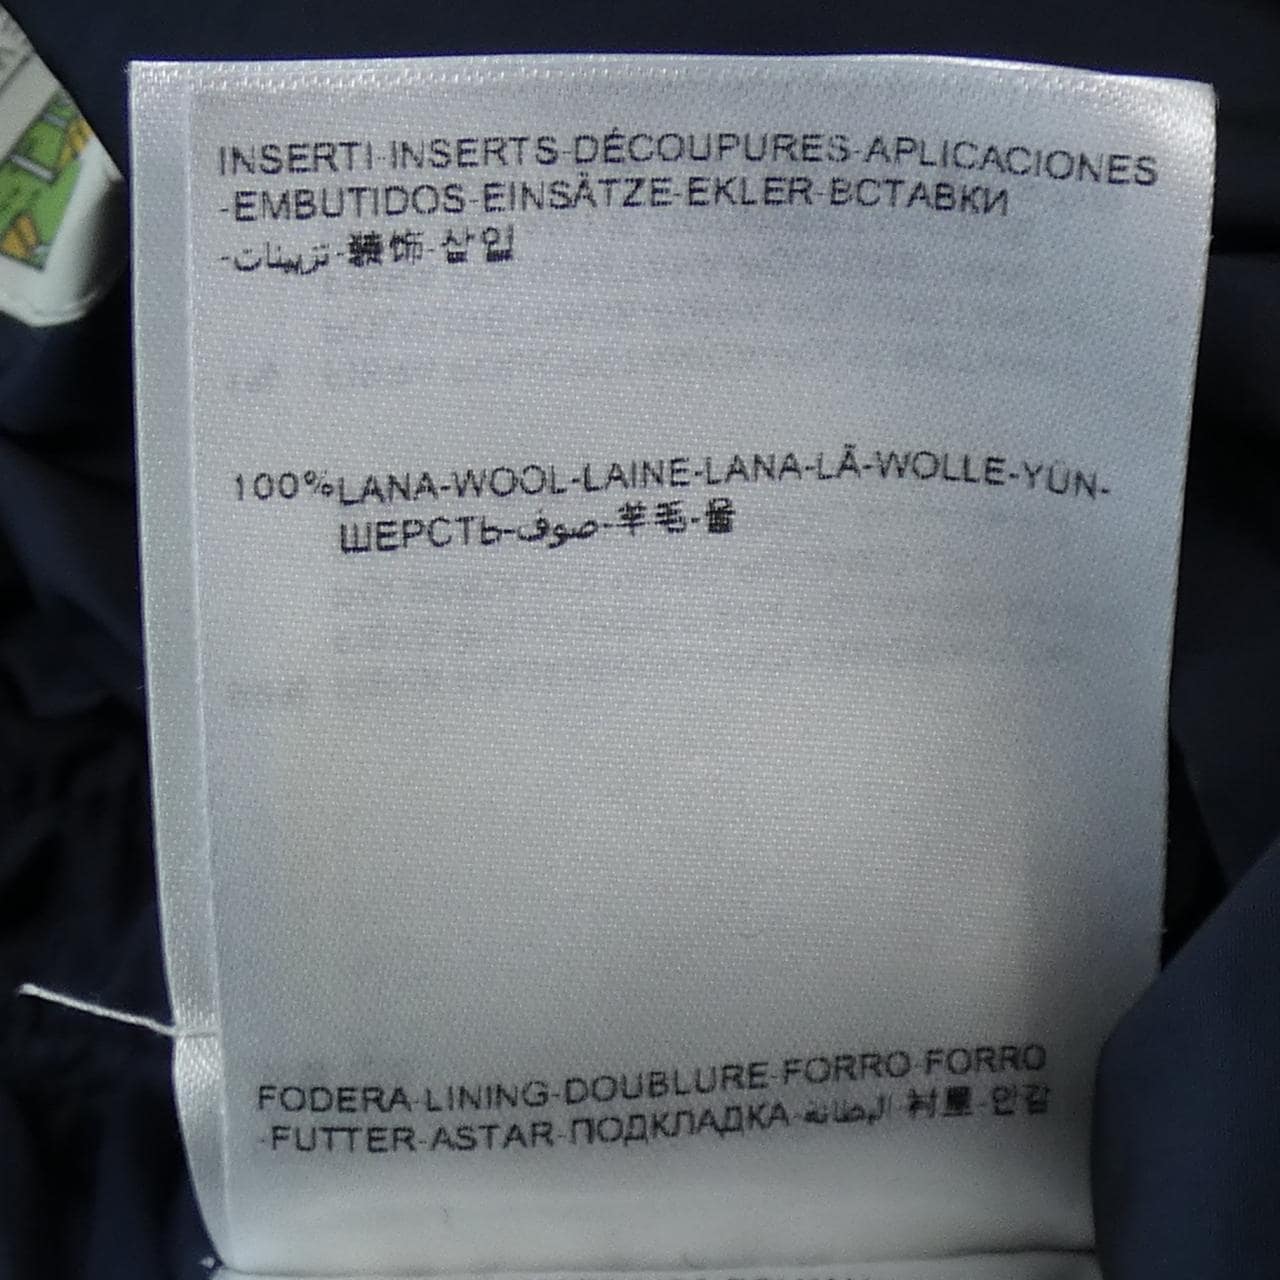 INSERTI-INSERTS-DÉCOUPURES-APLICACIONES
-EMBUTIDOS-EINSÄTZE-EKLER-ВСТАВКИ
-تزيينات-装饰-삽입
100%LANA-WOOL-LAINE-LANA-LÃ-WOLLE-YÜN-
ШЕРСТЬ-صوف-羊毛-울
FODERA-LINING-DOUBLURE-FORRO-FORRO
-FUTTER-ASTAR-ПОДКЛАДКА-البطانة-衬里-안감